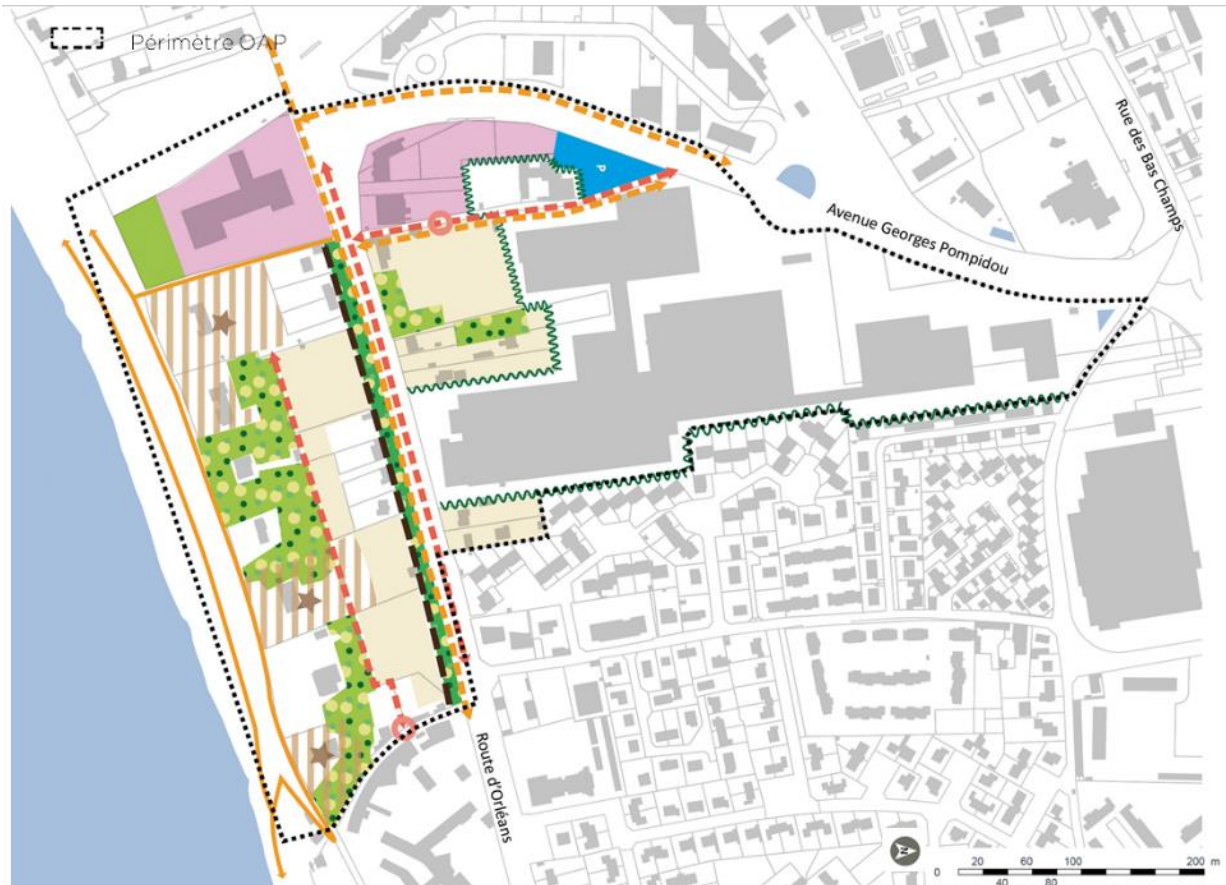 Périmètre OAP
P
Rue des Bas Champs
Avenue Georges Pompidou
Route d'Orléans
N
0 20 60 100 200 m
40 80